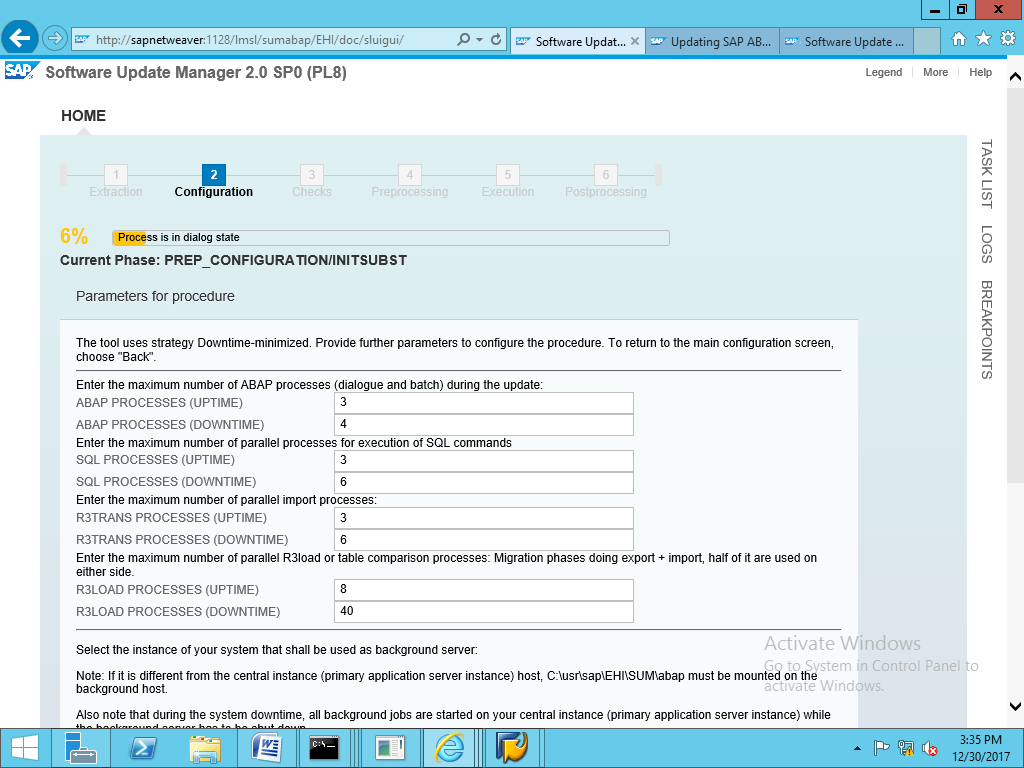 http://sapnetweaver:1128/lmsl/sumabap/EHI/doc/sluigui/
SAP Software Updat...
SAP Updating SAP AB...
SAP Software Update ...
SAP Software Update Manager 2.0 SP0 (PL8)
Legend
More
Help
HOME
1
2
3
4
5
6
Extraction
Configuration
Checks
Preprocessing
Execution
Postprocessing
6%
Process is in dialog state
Current Phase: PREP_CONFIGURATION/INITSUBST
Parameters for procedure
The tool uses strategy Downtime-minimized. Provide further parameters to configure the procedure. To return to the main configuration screen,
choose "Back".
Enter the maximum number of ABAP processes (dialogue and batch) during the update:
ABAP PROCESSES (UPTIME) 3
ABAP PROCESSES (DOWNTIME) 4
Enter the maximum number of parallel processes for execution of SQL commands
SQL PROCESSES (UPTIME) 3
SQL PROCESSES (DOWNTIME) 6
Enter the maximum number of parallel import processes:
R3TRANS PROCESSES (UPTIME) 3
R3TRANS PROCESSES (DOWNTIME) 6
Enter the maximum number of parallel R3load or table comparison processes: Migration phases doing export + import, half of it are used on
either side.
R3LOAD PROCESSES (UPTIME) 8
R3LOAD PROCESSES (DOWNTIME) 40
Select the instance of your system that shall be used as background server:
Note: If it is different from the central instance (primary application server instance) host, C:\usr\sap\EHI\SUM\abap must be mounted on the
background host.
Also note that during the system downtime, all background jobs are started on your central instance (primary application server instance) while
the background server has to be shut down.
TASK LIST
LOGS
BREAKPOINTS
Activate Windows
Go to System in Control Panel to
activate Windows.
C:\_
3:35 PM
12/30/2017